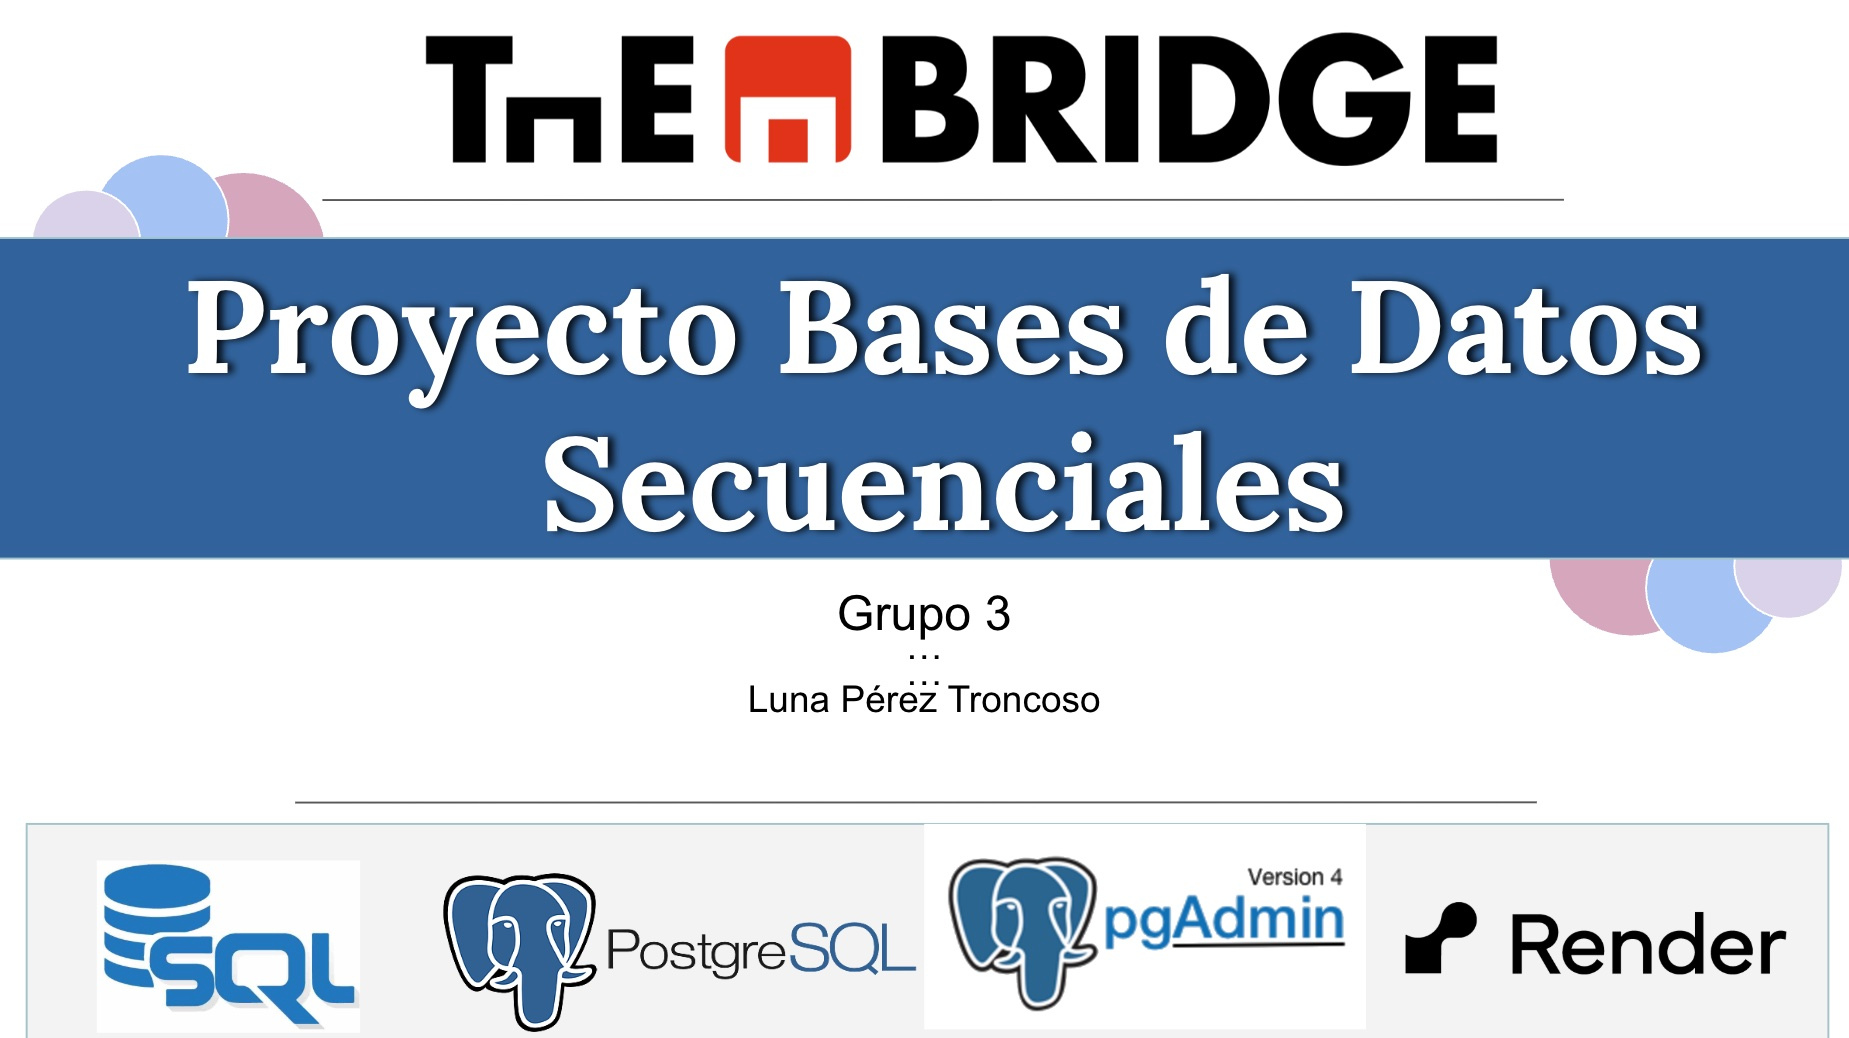 THE BRIDGE
Proyecto Bases de Datos
Secuenciales
Grupo 3
...
...
Luna Pérez Troncoso
SQL
PostgreSQL
Version 4
pgAdmin
Render